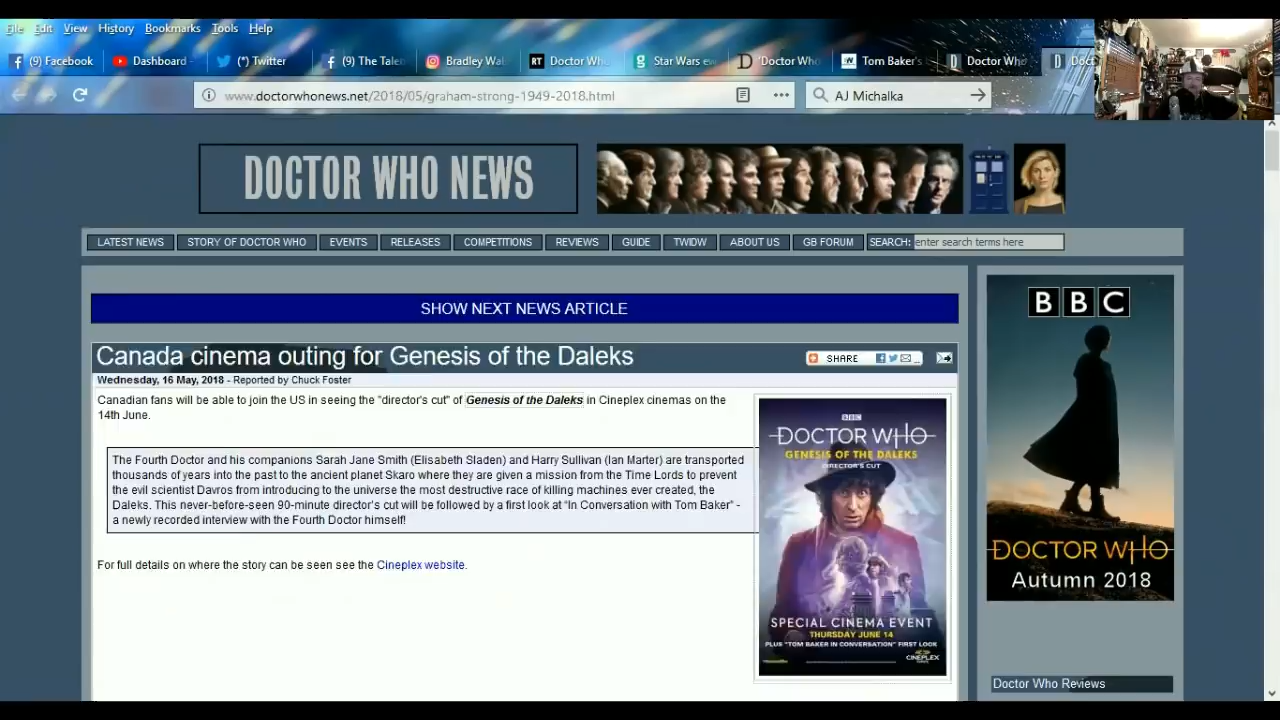 File Edit View History Bookmarks Tools Help
(9) Facebook
Dashboard
(*) Twitter
(9) The Tale
Bradley Wal
RT Doctor Who
Star Wars ev
'Doctor Who
Tom Baker's
Doctor Who
www.doctorwhonews.net/2018/05/graham-strong-1949-2018.html
AJ Michalka
DOCTOR WHO NEWS
LATEST NEWS STORY OF DOCTOR WHO EVENTS RELEASES COMPETITIONS REVIEWS GUIDE TWIDW ABOUT US GB FORUM SEARCH: enter search terms here
SHOW NEXT NEWS ARTICLE
Canada cinema outing for Genesis of the Daleks
SHARE
Wednesday, 16 May, 2018 - Reported by Chuck Foster
Canadian fans will be able to join the US in seeing the "director's cut" of Genesis of the Daleks in Cineplex cinemas on the
14th June.
The Fourth Doctor and his companions Sarah Jane Smith (Elisabeth Sladen) and Harry Sullivan (Ian Marter) are transported
thousands of years into the past to the ancient planet Skaro where they are given a mission from the Time Lords to prevent
the evil scientist Davros from introducing to the universe the most destructive race of killing machines ever created, the
Daleks. This never-before-seen 90-minute director's cut will be followed by a first look at "In Conversation with Tom Baker" -
a newly recorded interview with the Fourth Doctor himself!
For full details on where the story can be seen see the Cineplex website.
BBC
DOCTOR WHO
GENESIS OF THE DALEKS
DIRECTOR'S CUT
SPECIAL CINEMA EVENT
THURSDAY JUNE 14
PLUS "TOM BAKER IN CONVERSATION" FIRST LOOK
CINEPLEX
BBC
DOCTOR WHO
Autumn 2018
Doctor Who Reviews